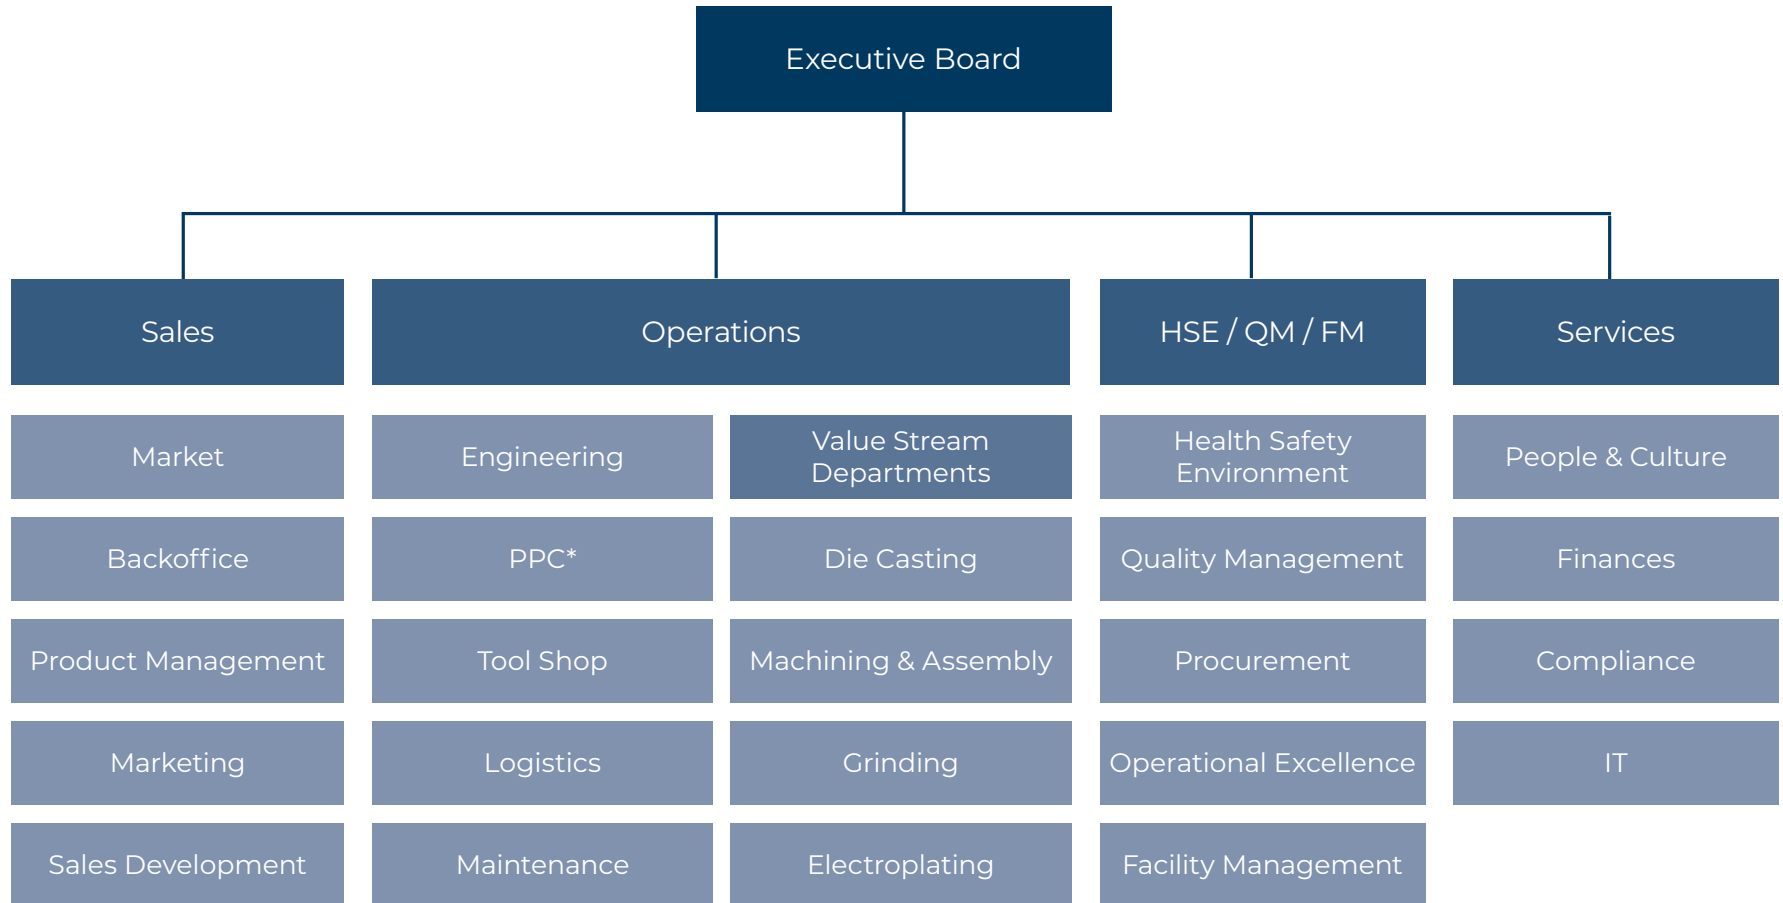 Executive Board
Sales
Operations
HSE / QM / FM
Services
Market
Engineering
Value Stream
Departments
Health Safety
Environment
People & Culture
Backoffice
PPC*
Die Casting
Quality Management
Finances
Product Management
Tool Shop
Machining & Assembly
Procurement
Compliance
Marketing
Logistics
Grinding
Operational Excellence
IT
Sales Development
Maintenance
Electroplating
Facility Management